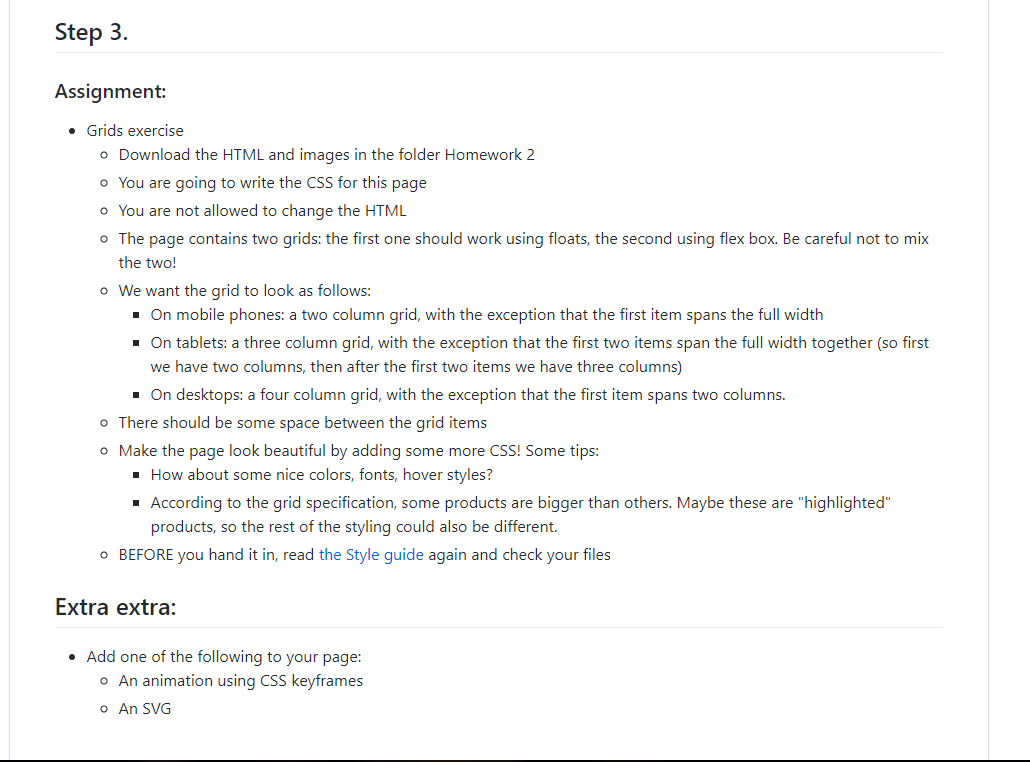 Step 3.
Assignment:
Grids exercise
Download the HTML and images in the folder Homework 2
You are going to write the CSS for this page
You are not allowed to change the HTML
The page contains two grids: the first one should work using floats, the second using flex box. Be careful not to mix
the two!
We want the grid to look as follows:
On mobile phones: a two column grid, with the exception that the first item spans the full width
On tablets: a three column grid, with the exception that the first two items span the full width together (so first
we have two columns, then after the first two items we have three columns)
On desktops: a four column grid, with the exception that the first item spans two columns.
There should be some space between the grid items
Make the page look beautiful by adding some more CSS! Some tips:
How about some nice colors, fonts, hover styles?
According to the grid specification, some products are bigger than others. Maybe these are "highlighted"
products, so the rest of the styling could also be different.
BEFORE you hand it in, read the Style guide again and check your files
Extra extra:
Add one of the following to your page:
An animation using CSS keyframes
An SVG